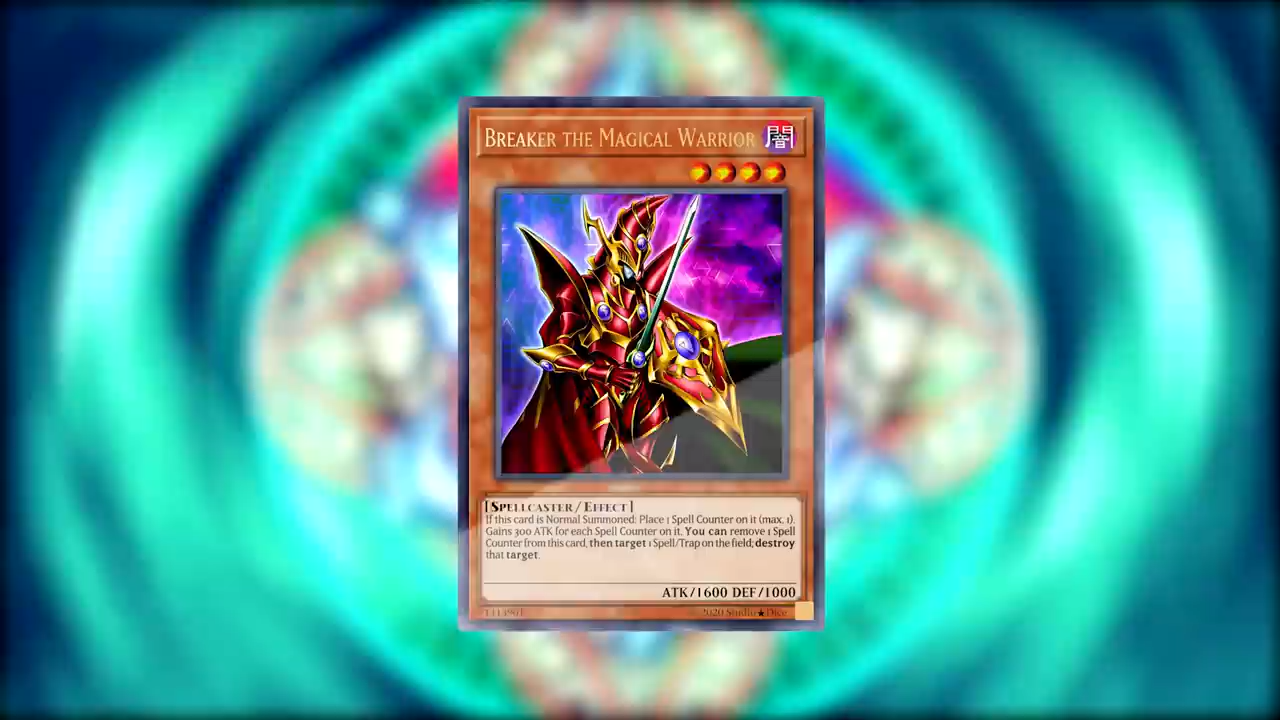 BREAKER THE MAGICAL WARRIOR 闇
[SPELLCASTER/EFFECT]
If this card is Normal Summoned: Place 1 Spell Counter on it (max. 1).
Gains 300 ATK for each Spell Counter on it. You can remove 1 Spell
Counter from this card, then target 1 Spell/Trap on the field; destroy
that target.
ATK/1600 DEF/1000
2020 Studio★Dice